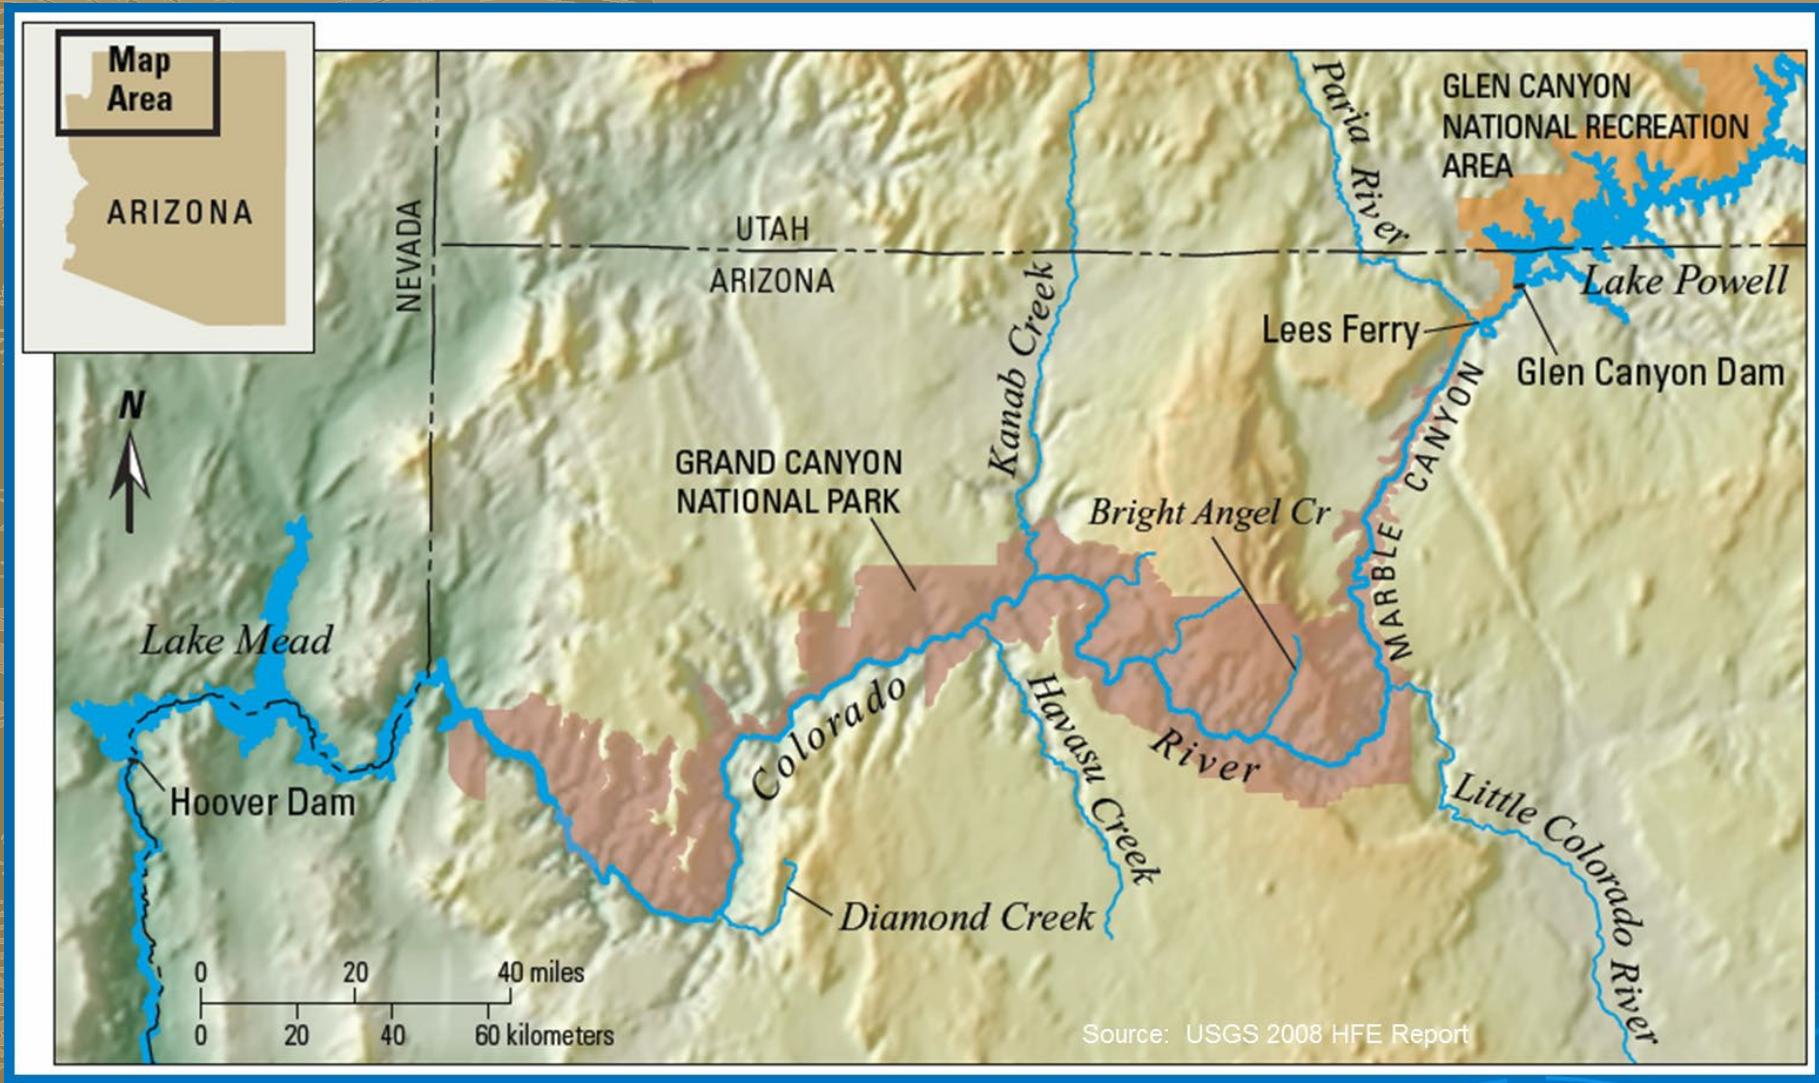 Map
Area
ARIZONA
NEVADA
UTAH
ARIZONA
Kanab Creek
Paria River
GLEN CANYON
NATIONAL RECREATION
AREA
Lake Powell
Lees Ferry
Glen Canyon Dam
MARBLE CANYON
N
GRAND CANYON
NATIONAL PARK
Bright Angel Cr
Lake Mead
Hoover Dam
Colorado River
Havasu Creek
Little Colorado River
Diamond Creek
0 20 40 miles
0 20 40 60 kilometers
Source: USGS 2008 HFE Report